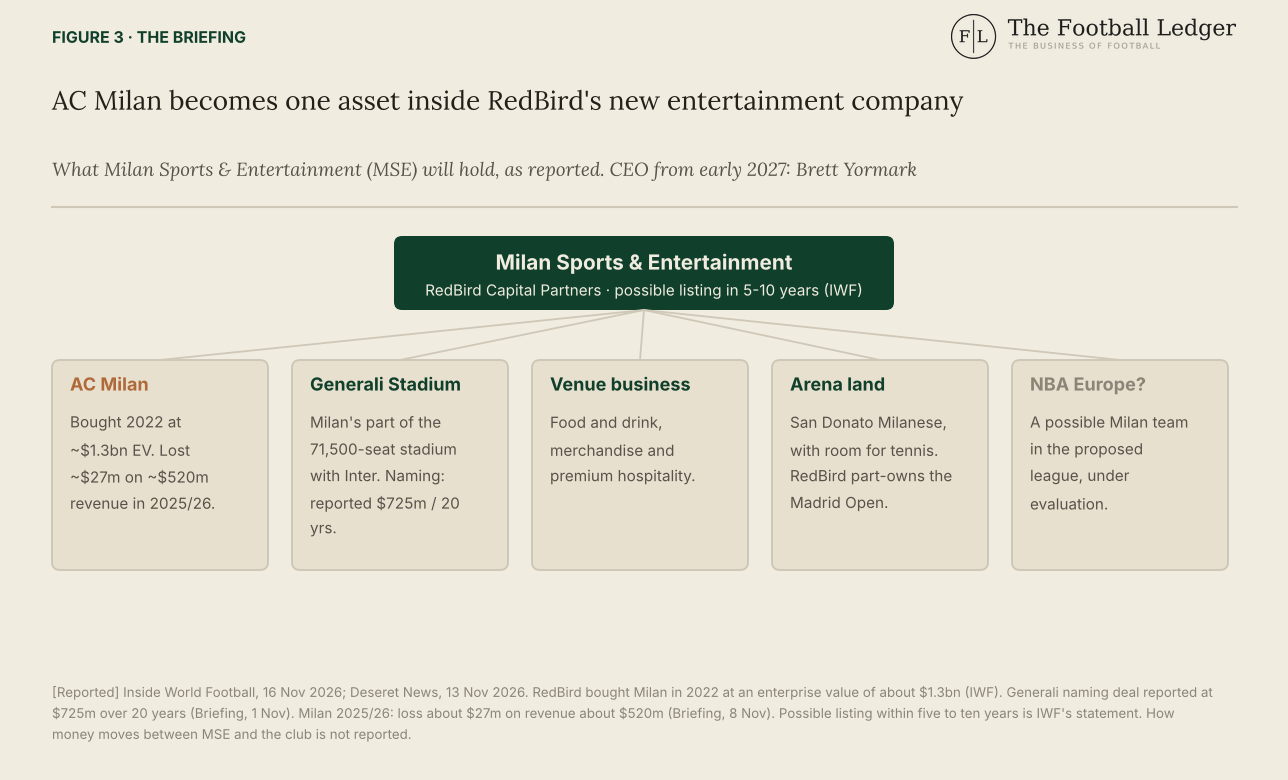 FIGURE 3 · THE BRIEFING
F L
The Football Ledger
THE BUSINESS OF FOOTBALL
AC Milan becomes one asset inside RedBird's new entertainment company
What Milan Sports & Entertainment (MSE) will hold, as reported. CEO from early 2027: Brett Yormark
Milan Sports & Entertainment
RedBird Capital Partners · possible listing in 5-10 years (IWF)
AC Milan
Bought 2022 at
~$1.3bn EV. Lost
~$27m on ~$520m
revenue in 2025/26.
Generali Stadium
Milan's part of the
71,500-seat stadium
with Inter. Naming:
reported $725m / 20
yrs.
Venue business
Food and drink,
merchandise and
premium hospitality.
Arena land
San Donato Milanese,
with room for tennis.
RedBird part-owns the
Madrid Open.
NBA Europe?
A possible Milan team
in the proposed
league, under
evaluation.
[Reported] Inside World Football, 16 Nov 2026; Deseret News, 13 Nov 2026. RedBird bought Milan in 2022 at an enterprise value of about $1.3bn (IWF). Generali naming deal reported at
$725m over 20 years (Briefing, 1 Nov). Milan 2025/26: loss about $27m on revenue about $520m (Briefing, 8 Nov). Possible listing within five to ten years is IWF's statement. How
money moves between MSE and the club is not reported.